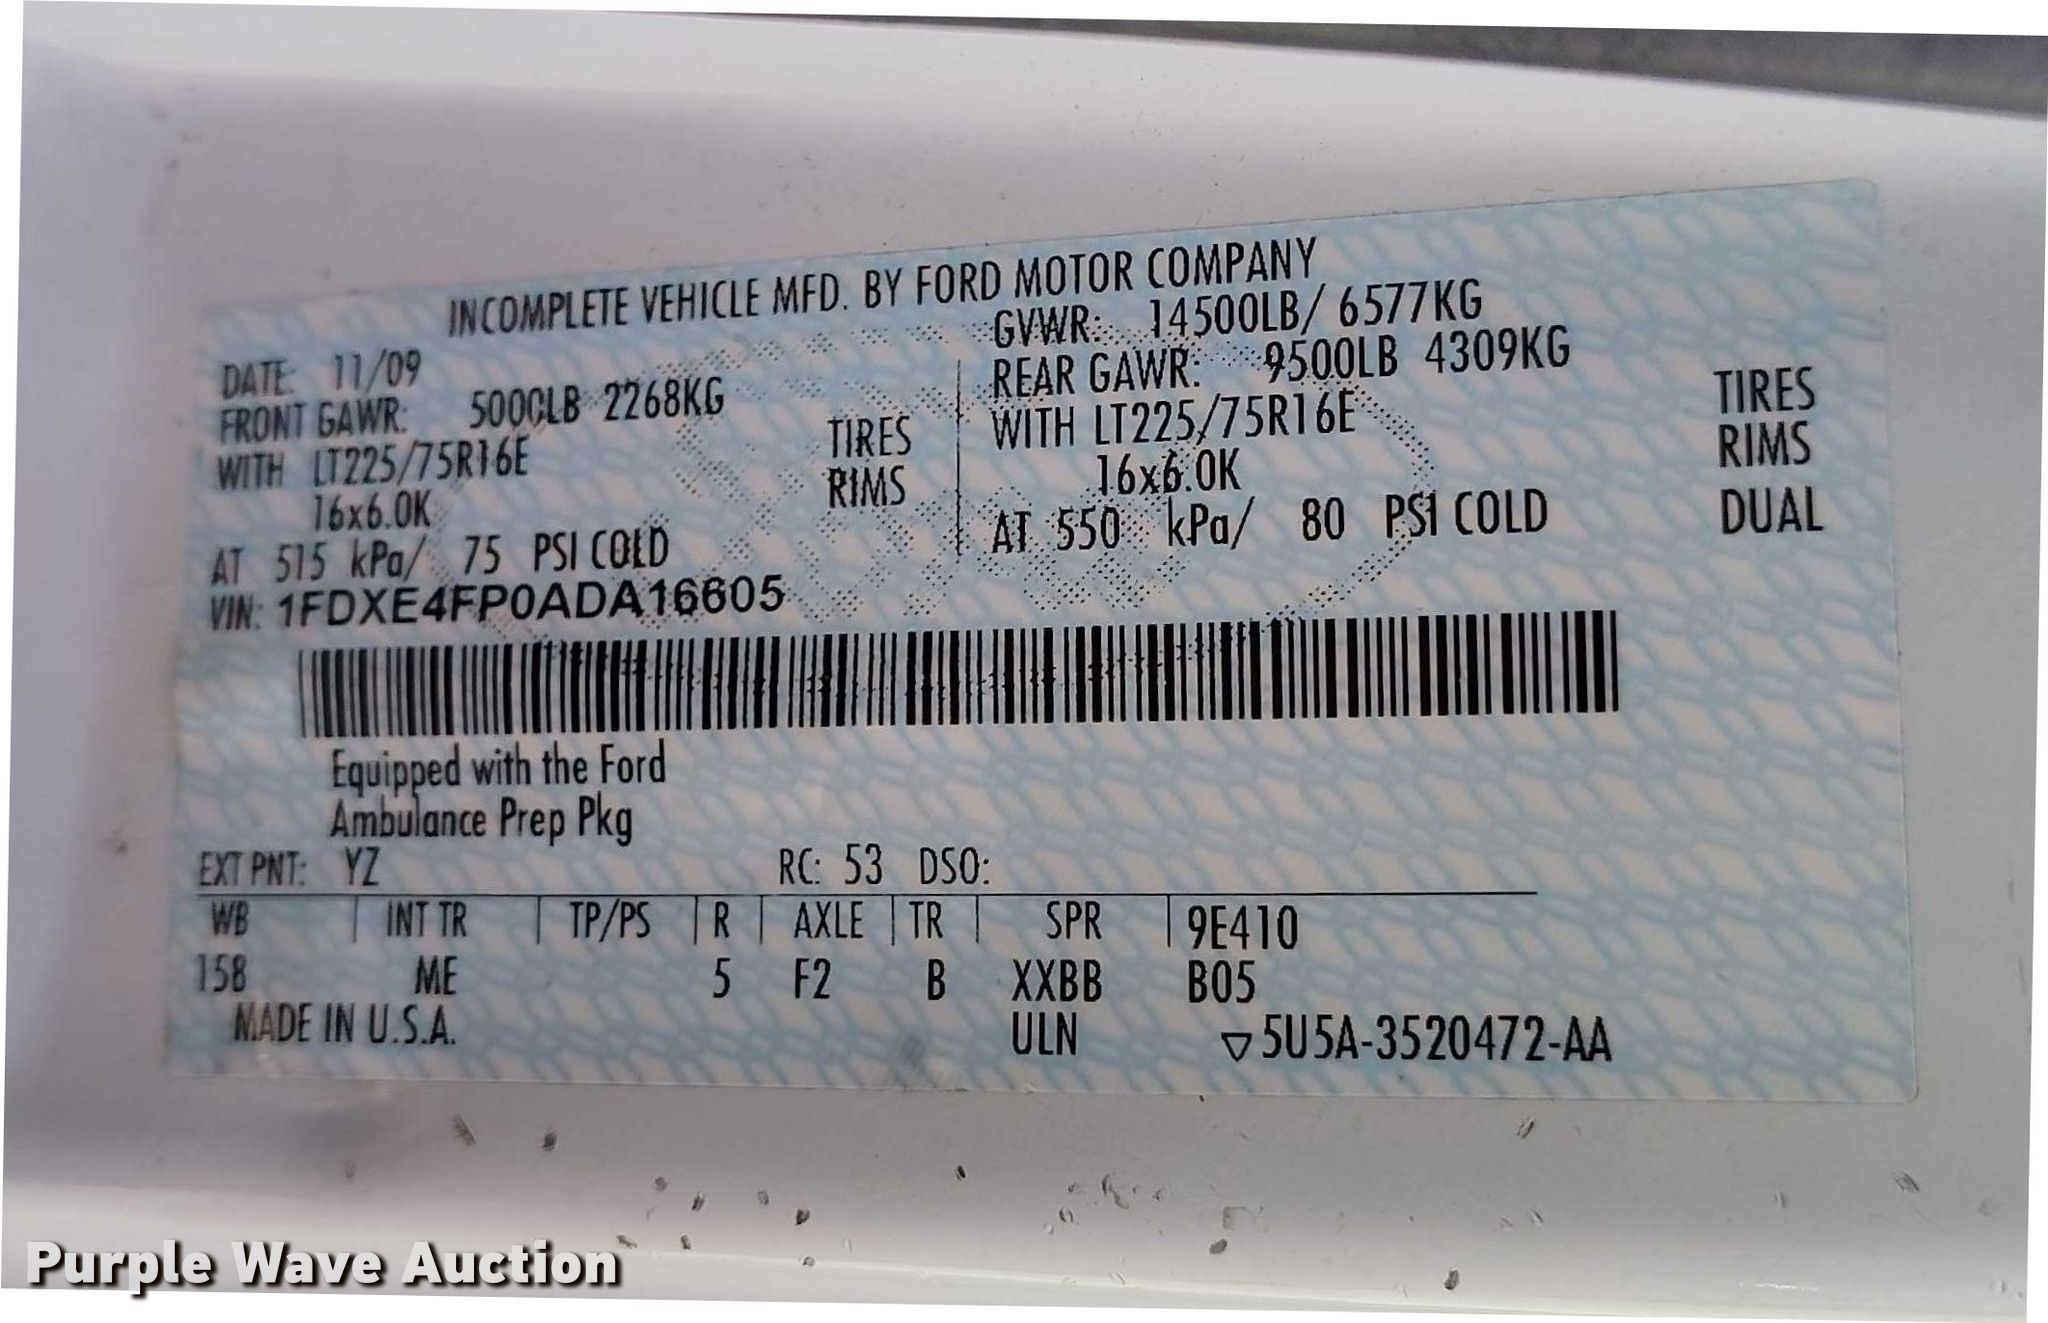 INCOMPLETE VEHICLE MFD. BY FORD MOTOR COMPANY
DATE: 11/09 GVWR: 14500LB/ 6577KG
FRONT GAWR: 5000LB 2268KG REAR GAWR: 9500LB 4309KG
WITH LT225/75R16E TIRES WITH LT225/75R16E TIRES
16x6.0K RIMS 16x6.0K RIMS
AT 515 kPa/ 75 PSI COLD AT 550 kPa/ 80 PSI COLD DUAL
VIN: 1FDXE4FP0ADA16605
Equipped with the Ford
Ambulance Prep Pkg
EXT PNT: YZ RC: 53 DSO:
WB | INT TR | TP/PS | R | AXLE | TR | SPR | 9E410
158 ME 5 F2 B XXBB B05
MADE IN U.S.A. ULN ▽5U5A-3520472-AA
Purple Wave Auction